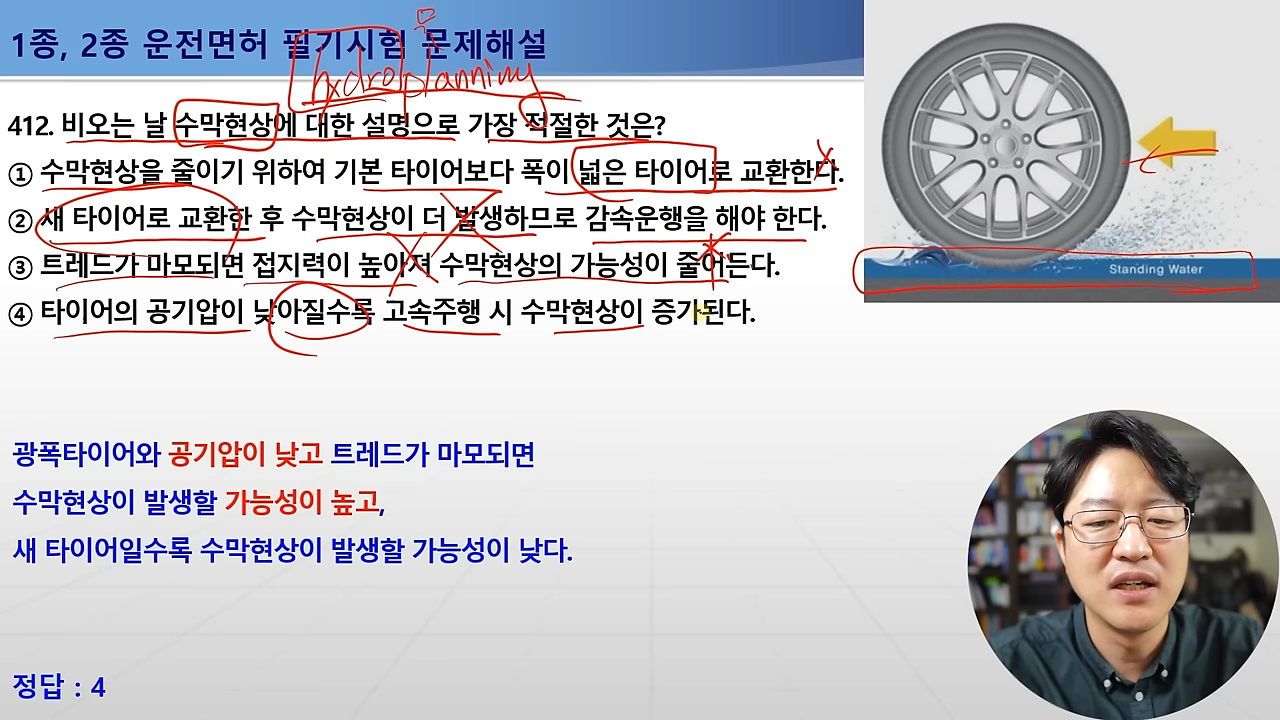 1종, 2종 운전면허 필기시험 문제해설
hydroplanning
412. 비오는 날 수막현상에 대한 설명으로 가장 적절한 것은?
① 수막현상을 줄이기 위하여 기본 타이어보다 폭이 넓은 타이어로 교환한다.
② 새 타이어로 교환한 후 수막현상이 더 발생하므로 감속운행을 해야 한다.
③ 트레드가 마모되면 접지력이 높아져 수막현상의 가능성이 줄어든다.
④ 타이어의 공기압이 낮아질수록 고속주행 시 수막현상이 증가된다.
Standing Water
광폭타이어와 공기압이 낮고 트레드가 마모되면
수막현상이 발생할 가능성이 높고,
새 타이어일수록 수막현상이 발생할 가능성이 낮다.
정답 : 4